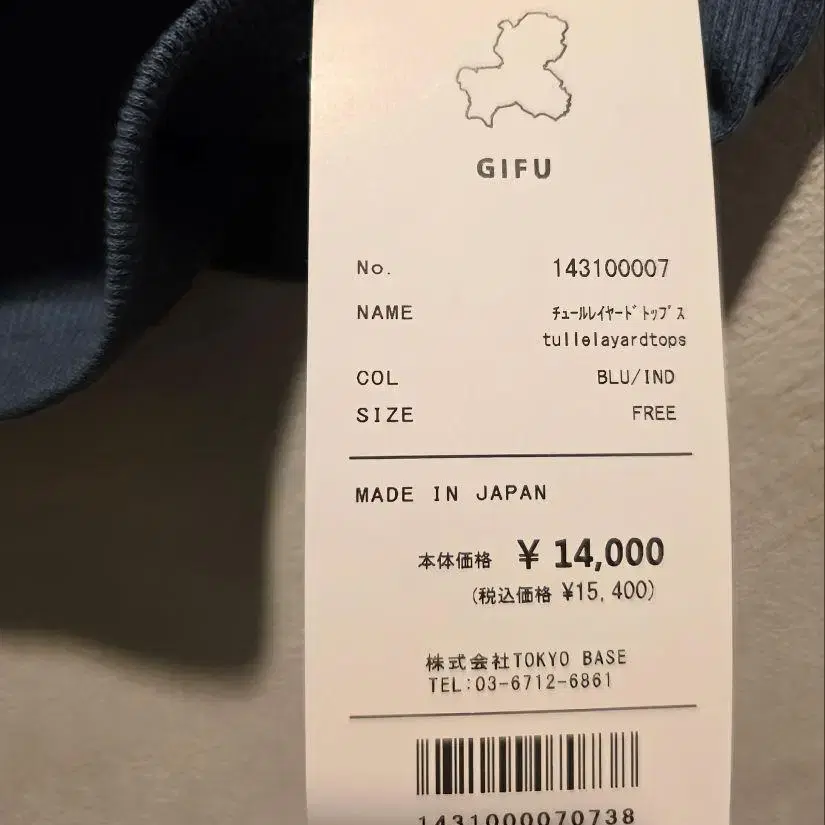 GIFU
No. 143100007
NAME ﾁｭｰﾙﾚｲﾔｰﾄﾞﾄｯﾌﾟｽ
tullelayardtops
COL BLU/IND
SIZE FREE
MADE IN JAPAN
本体価格 ¥ 14,000
(税込価格 ¥15,400)
株式会社TOKYO BASE
TEL:03-6712-6861
1431000070738